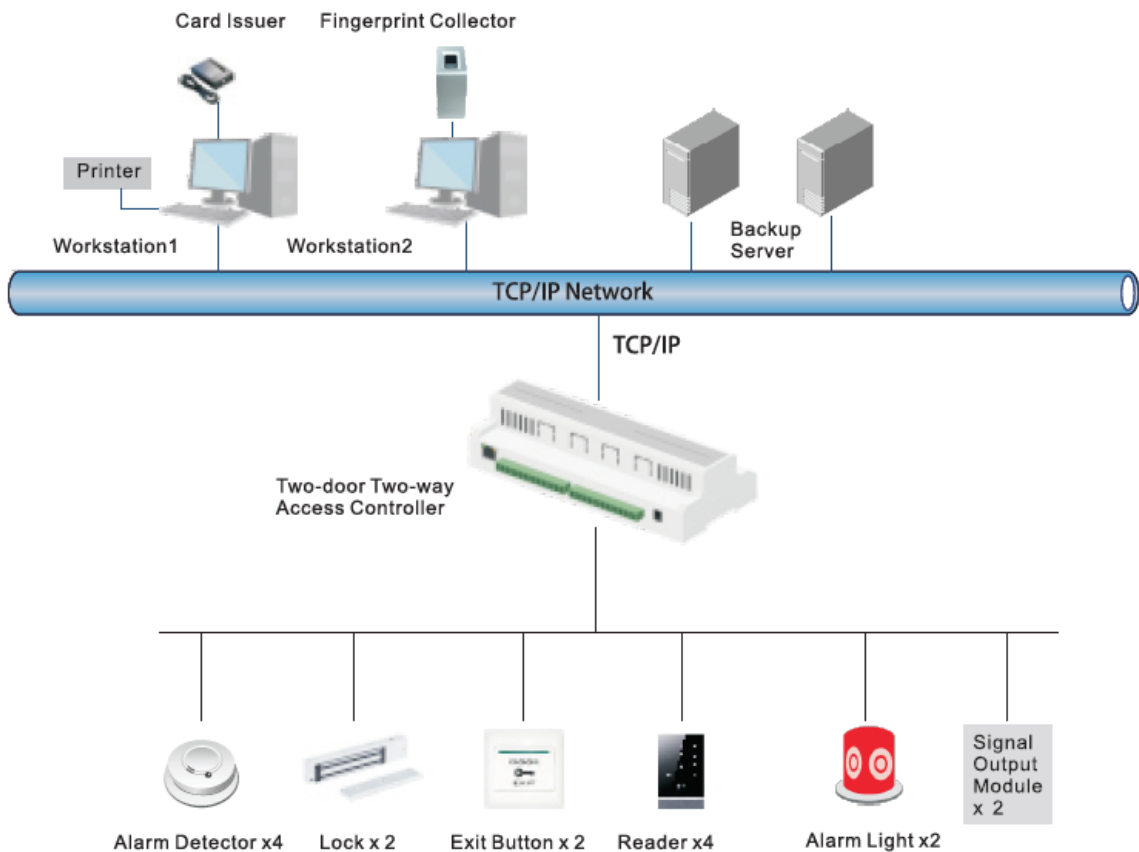 Card Issuer
Fingerprint Collector
Printer
Workstation1
Workstation2
Backup
Server
TCP/IP Network
TCP/IP
Two-door Two-way
Access Controller
Signal
Output
Module
x 2
Alarm Detector x4
Lock x 2
Exit Button x 2
Reader x4
Alarm Light x2